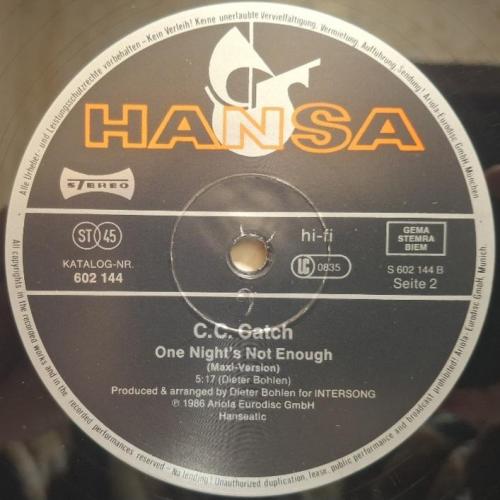 Alle Urheber- und Leistungsschutzrechte vorbehalten - Kein Verleih! Keine unerlaubte Vervielfältigung, Vermietung, Aufführung, Sendung! Ariola-Eurodisc GmbH, München.
HANSA
STEREO
ST 45
KATALOG-NR.
602 144
hi-fi
LC 0835
GEMA
STEMRA
BIEM
S 602 144 B
Seite 2
C.C. Catch
One Night's Not Enough
(Maxi-Version)
5:17 (Dieter Bohlen)
Produced & arranged by Dieter Bohlen for INTERSONG
℗ 1986 Ariola Eurodisc GmbH
Hanseatic
All copyrights in the recorded works and in the recorded performances reserved – No lending! Unauthorized duplication, lease, public performance and broadcast prohibited! Ariola-Eurodisc GmbH, Munich.